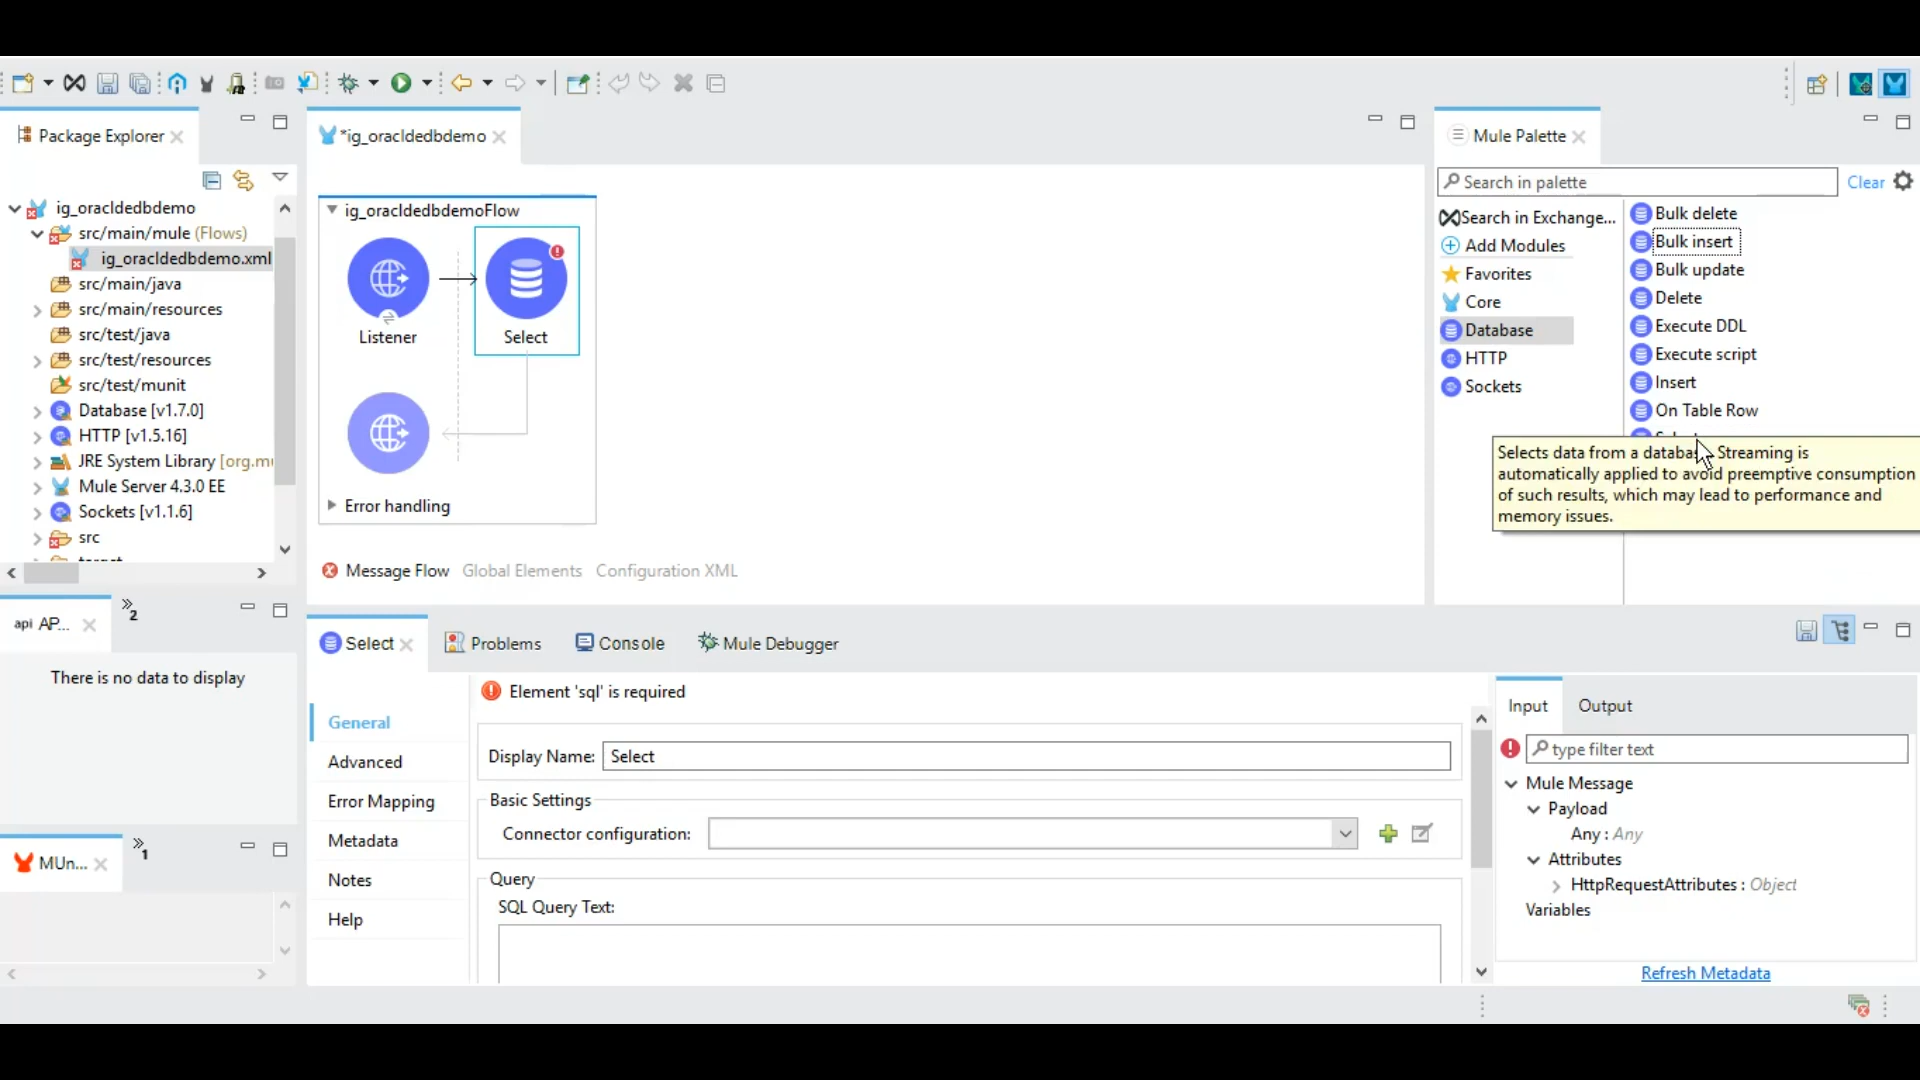 Package Explorer
*ig_oracldedbdemo
Mule Palette
Search in palette
Clear
ig_oracldedbdemo
src/main/mule (Flows)
ig_oracldedbdemo.xml
src/main/java
src/main/resources
src/test/java
src/test/resources
src/test/munit
Database [v1.7.0]
HTTP [v1.5.16]
JRE System Library [org.mu
Mule Server 4.3.0 EE
Sockets [v1.1.6]
src
ig_oracldedbdemoFlow
Listener
Select
Error handling
Message Flow
Global Elements
Configuration XML
Search in Exchange...
Add Modules
Favorites
Core
Database
HTTP
Sockets
Bulk delete
Bulk insert
Bulk update
Delete
Execute DDL
Execute script
Insert
On Table Row
Selects data from a databa Streaming is
automatically applied to avoid preemptive consumption
of such results, which may lead to performance and
memory issues.
api AP...
2
There is no data to display
MUn...
1
Select
Problems
Console
Mule Debugger
Element 'sql' is required
General
Advanced
Error Mapping
Metadata
Notes
Help
Display Name: Select
Basic Settings
Connector configuration:
Query
SQL Query Text:
Input
Output
type filter text
Mule Message
Payload
Any : Any
Attributes
HttpRequestAttributes : Object
Variables
Refresh Metadata